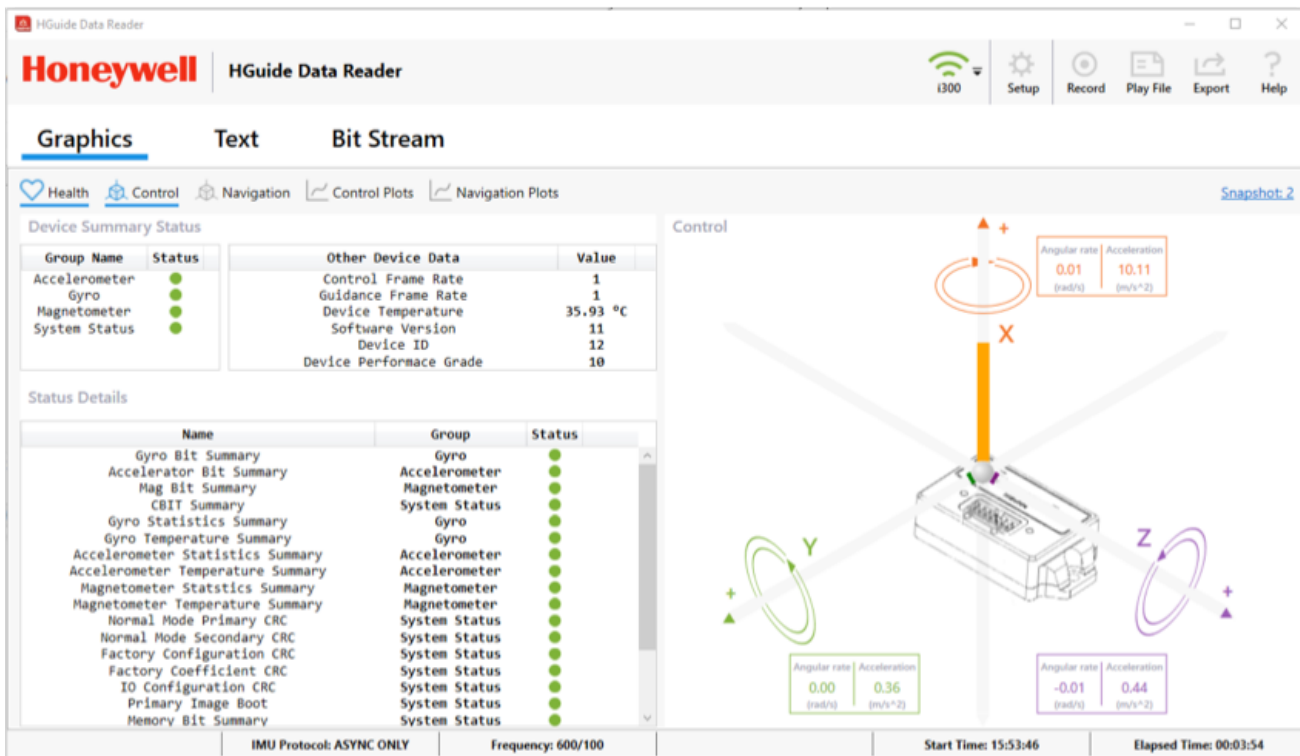 HGuide Data Reader
Honeywell
HGuide Data Reader
i300
Setup
Record
Play File
Export
Help
Graphics
Text
Bit Stream
Health
Control
Navigation
Control Plots
Navigation Plots
Snapshot: 2
Device Summary Status
Group Name Status
Accelerometer
Gyro
Magnetometer
System Status
Other Device Data Value
Control Frame Rate 1
Guidance Frame Rate 1
Device Temperature 35.93 °C
Software Version 11
Device ID 12
Device Performace Grade 10
Status Details
Name Group Status
Gyro Bit Summary Gyro
Accelerator Bit Summary Accelerometer
Mag Bit Summary Magnetometer
CBIT Summary System Status
Gyro Statistics Summary Gyro
Gyro Temperature Summary Gyro
Accelerometer Statistics Summary Accelerometer
Accelerometer Temperature Summary Accelerometer
Magnetometer Statstics Summary Magnetometer
Magnetometer Temperature Summary Magnetometer
Normal Mode Primary CRC System Status
Normal Mode Secondary CRC System Status
Factory Configuration CRC System Status
Factory Coefficient CRC System Status
IO Configuration CRC System Status
Primary Image Boot System Status
Memory Bit Summary System Status
Control
+
Angular rate Acceleration
0.01 10.11
(rad/s) (m/s^2)
X
Y
+
Z
+
Angular rate Acceleration
0.00 0.36
(rad/s) (m/s^2)
Angular rate Acceleration
-0.01 0.44
(rad/s) (m/s^2)
IMU Protocol: ASYNC ONLY
Frequency: 600/100
Start Time: 15:53:46
Elapsed Time: 00:03:54